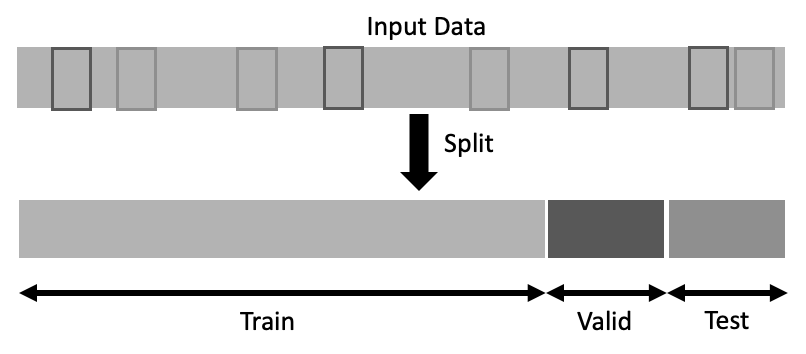 Input Data
Split
Train
Valid
Test